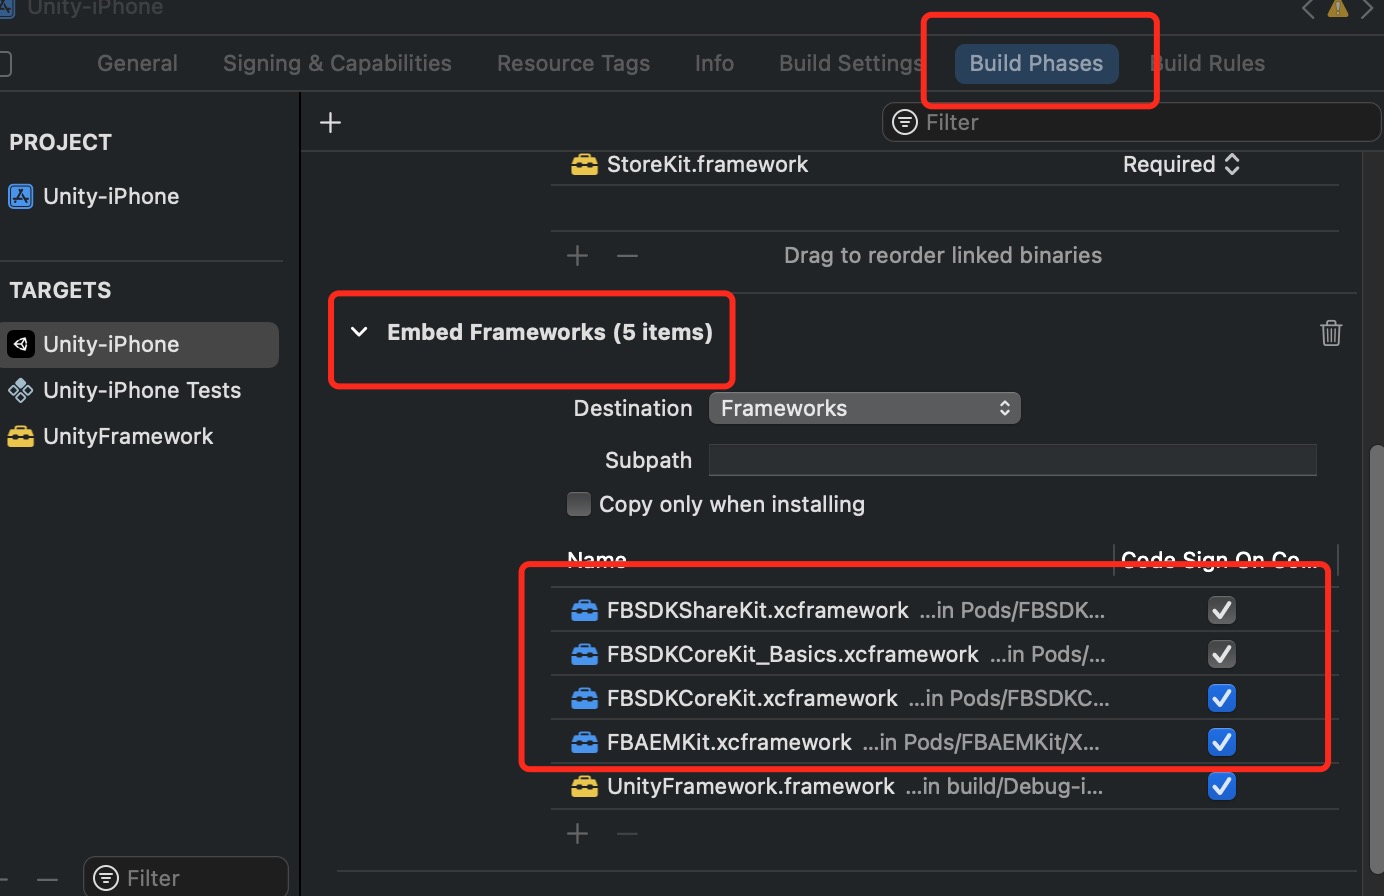 Unity-iPhone
General Signing & Capabilities Resource Tags Info Build Settings Build Phases Build Rules
Filter
PROJECT
Unity-iPhone
TARGETS
Unity-iPhone
Unity-iPhone Tests
UnityFramework
Filter
StoreKit.framework Required
Drag to reorder linked binaries
Embed Frameworks (5 items)
Destination Frameworks
Subpath
Copy only when installing
Name Code Sign On Co...
FBSDKShareKit.xcframework ...in Pods/FBSDK...
FBSDKCoreKit_Basics.xcframework ...in Pods/...
FBSDKCoreKit.xcframework ...in Pods/FBSDKC...
FBAEMKit.xcframework ...in Pods/FBAEMKit/X...
UnityFramework.framework ...in build/Debug-i...